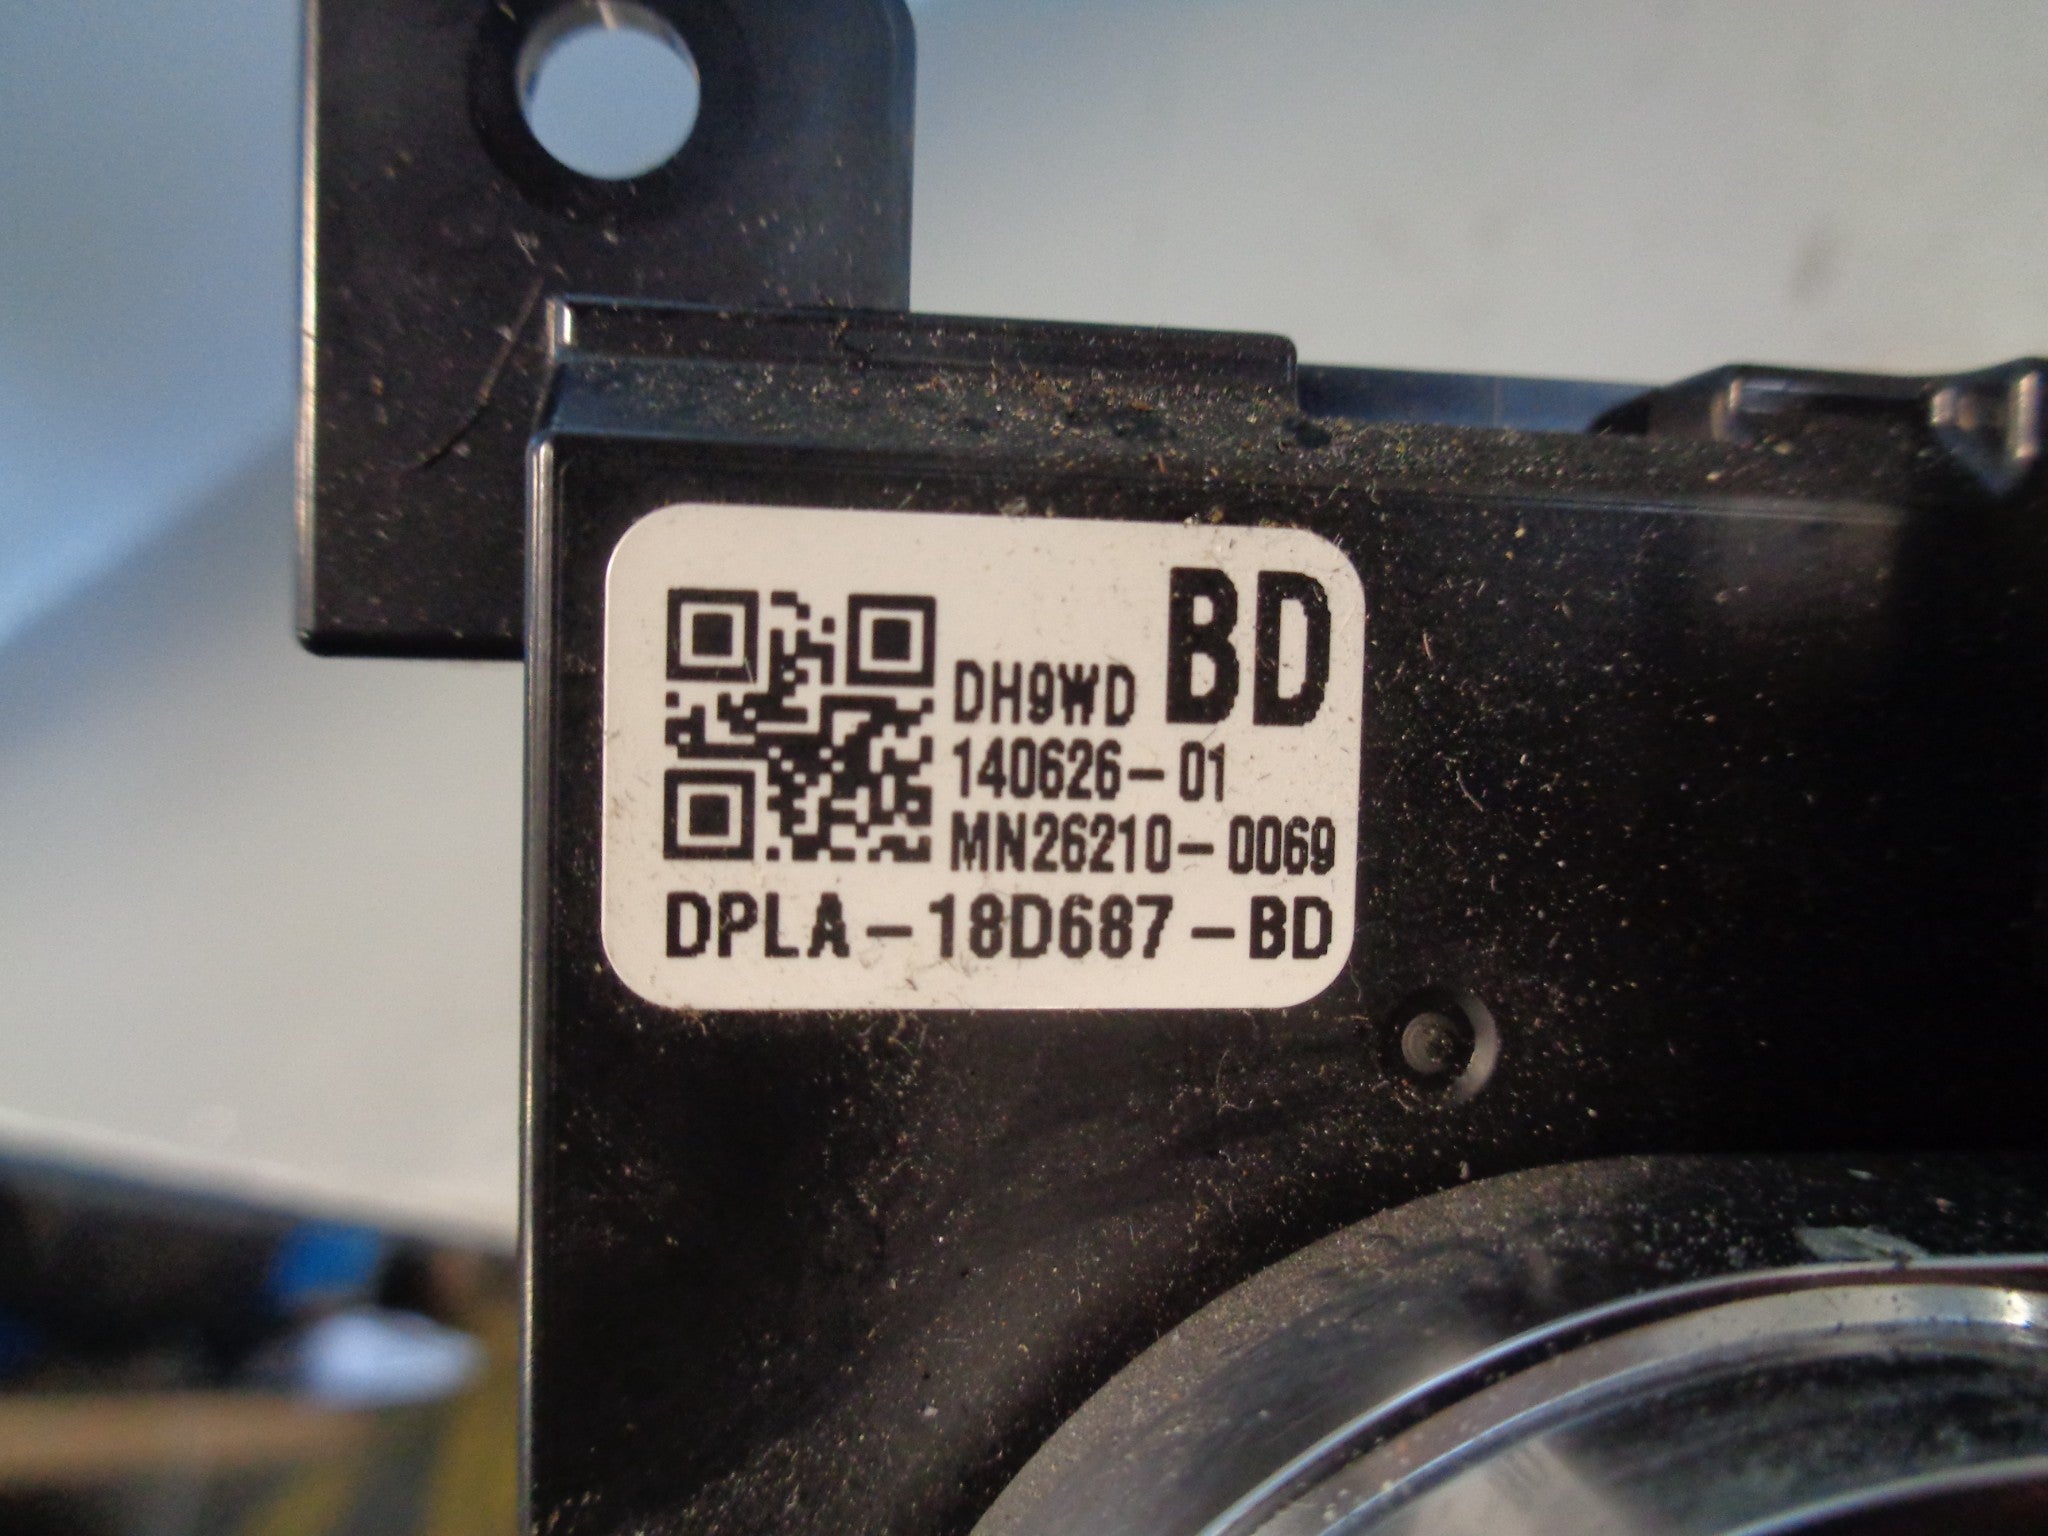 BD
DH9WD
140626-01
MN26210-0069
DPLA-18D687-BD